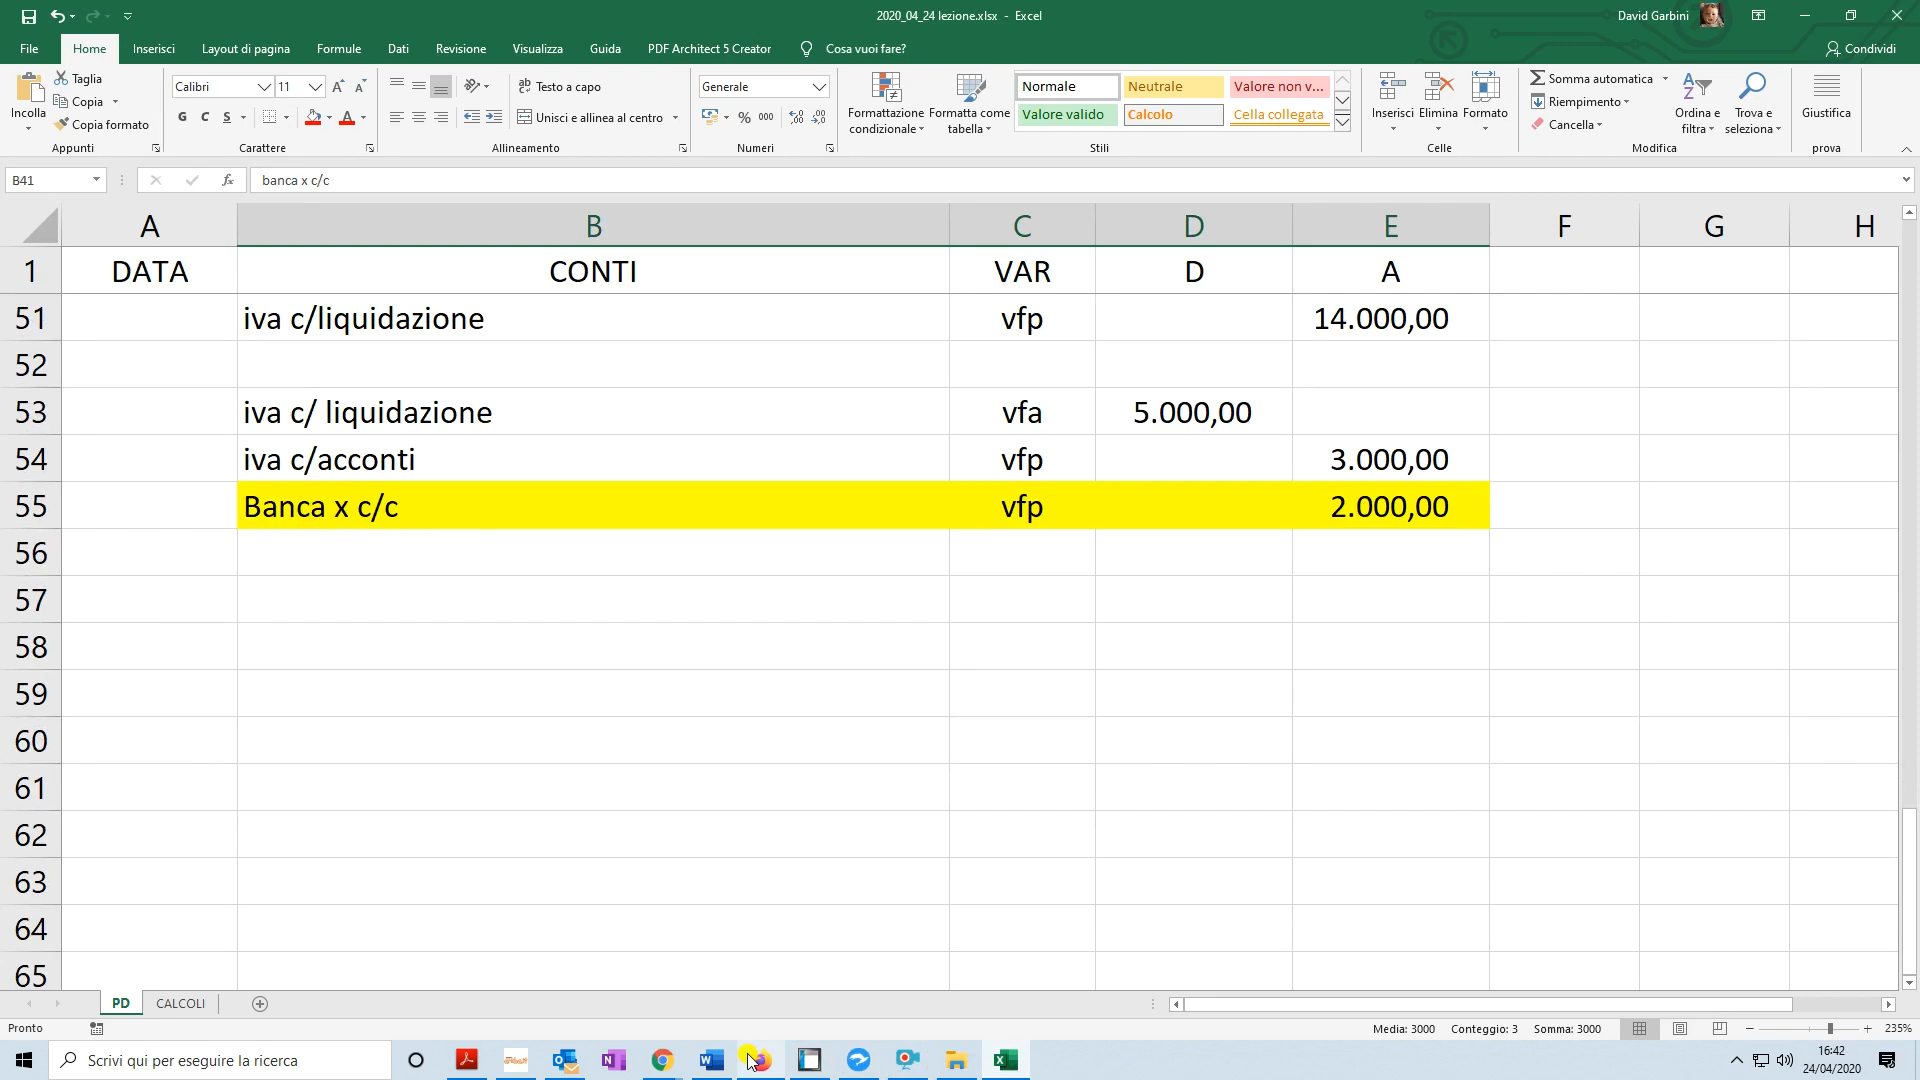 2020_04_24 lezione.xlsx - Excel
David Garbini
File Home Inserisci Layout di pagina Formule Dati Revisione Visualizza Guida PDF Architect 5 Creator Cosa vuoi fare? Condividi
Incolla
Taglia
Copia
Copia formato
Appunti
Calibri 11
G C S A
Carattere
ab Testo a capo
Unisci e allinea al centro
Allineamento
Generale
% 000
Numeri
Formattazione condizionale
Formatta come tabella
Normale Neutrale Valore non v...
Valore valido Calcolo Cella collegata
Stili
Inserisci Elimina Formato
Celle
Somma automatica
Riempimento
Cancella
Ordina e filtra
Trova e seleziona
Modifica
Giustifica
prova
B41 fx banca x c/c
A B C D E F G H
1 DATA CONTI VAR D A
51 iva c/liquidazione vfp 14.000,00
52
53 iva c/ liquidazione vfa 5.000,00
54 iva c/acconti vfp 3.000,00
55 Banca x c/c vfp 2.000,00
56
57
58
59
60
61
62
63
64
65
PD CALCOLI
Pronto Media: 3000 Conteggio: 3 Somma: 3000 235%
Scrivi qui per eseguire la ricerca
16:42
24/04/2020